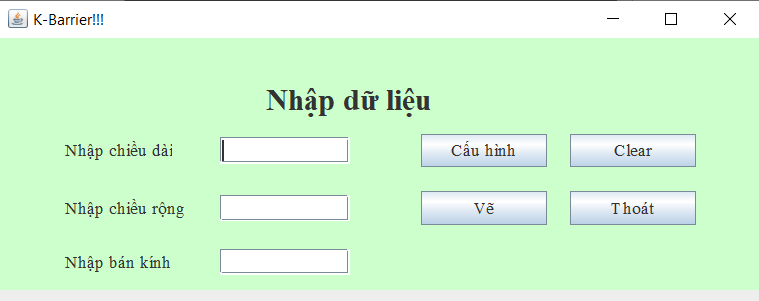 K-Barrier!!!
Nhập dữ liệu
Nhập chiều dài
Cấu hình
Clear
Nhập chiều rộng
Vẽ
Thoát
Nhập bán kính